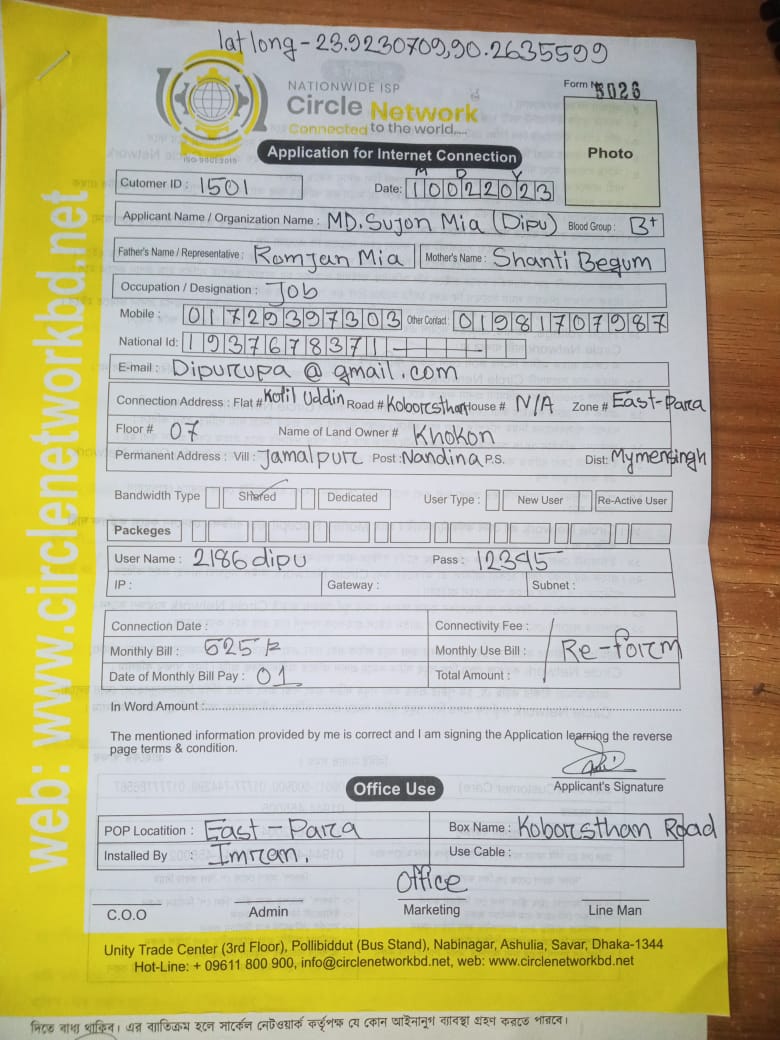 lat long - 23.9230709,90.2635599
NATIONWIDE ISP
Form No 5026
Circle Network
Connected to the world.....
ISO 9001:2015
Photo
Application for Internet Connection
M D Y
Cutomer ID : 1501 Date: 10022023
Applicant Name / Organization Name : MD. Sujon Mia (Dipu) Blood Group : B+
Father's Name / Representative : Romjan Mia Mother's Name : Shanti Begum
Occupation / Designation : Job
Mobile : 01729397303 Other Contact : 01981707987
National Id: 1937678371
E-mail : Dipurupa @ gmail.com
Connection Address : Flat # Kofil Uddin Road # Koborsthan House # N/A Zone # East-Para
Floor # 07 Name of Land Owner # Khokon
Permanent Address : Vill : Jamalpur Post : Nandina P.S. Dist: Mymensingh
Bandwidth Type Shared Dedicated User Type : New User Re-Active User
Packeges
User Name : 2186dipu Pass : 12345
IP : Gateway : Subnet :
Connection Date : Connectivity Fee :
Monthly Bill : 525 Monthly Use Bill : Re-form
Date of Monthly Bill Pay : 01 Total Amount :
In Word Amount :
The mentioned information provided by me is correct and I am signing the Application learning the reverse
page terms & condition.
Applicant's Signature
Office Use
POP Locatition : East-Para Box Name : Koborsthan Road
Installed By : Imran. Use Cable :
Office
C.O.O Admin Marketing Line Man
Unity Trade Center (3rd Floor), Pollibiddut (Bus Stand), Nabinagar, Ashulia, Savar, Dhaka-1344
Hot-Line: + 09611 800 900, info@circlenetworkbd.net, web: www.circlenetworkbd.net
web: www.circlenetworkbd.net
দিতে বাধ্য থাকিব। এর ব্যতিক্রম হলে সার্কেল নেটওয়ার্ক কর্তৃপক্ষ যে কোন আইনানুগ ব্যবস্থা গ্রহণ করতে পারবে।